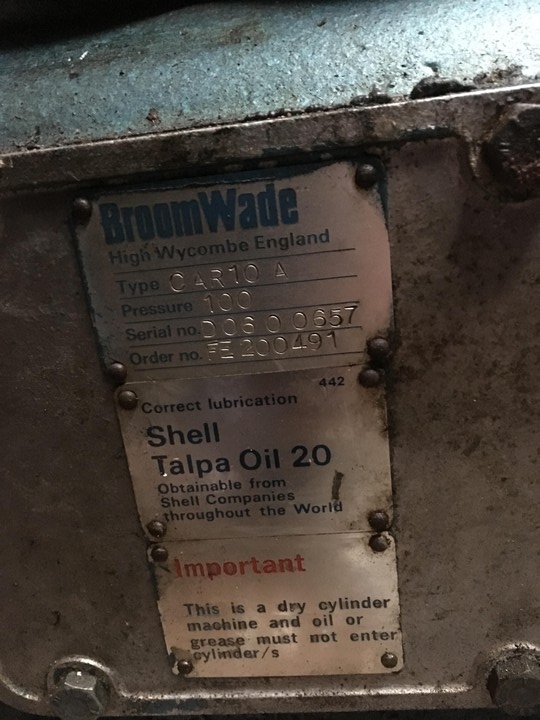 BroomWade
High Wycombe England
Type CAR10 A
Pressure 100
Serial no. D06 0 0657
Order no. FE 200491
442
Correct lubrication
Shell
Talpa Oil 20
Obtainable from
Shell Companies
throughout the World
Important
This is a dry cylinder
machine and oil or
grease must not enter
cylinder/s